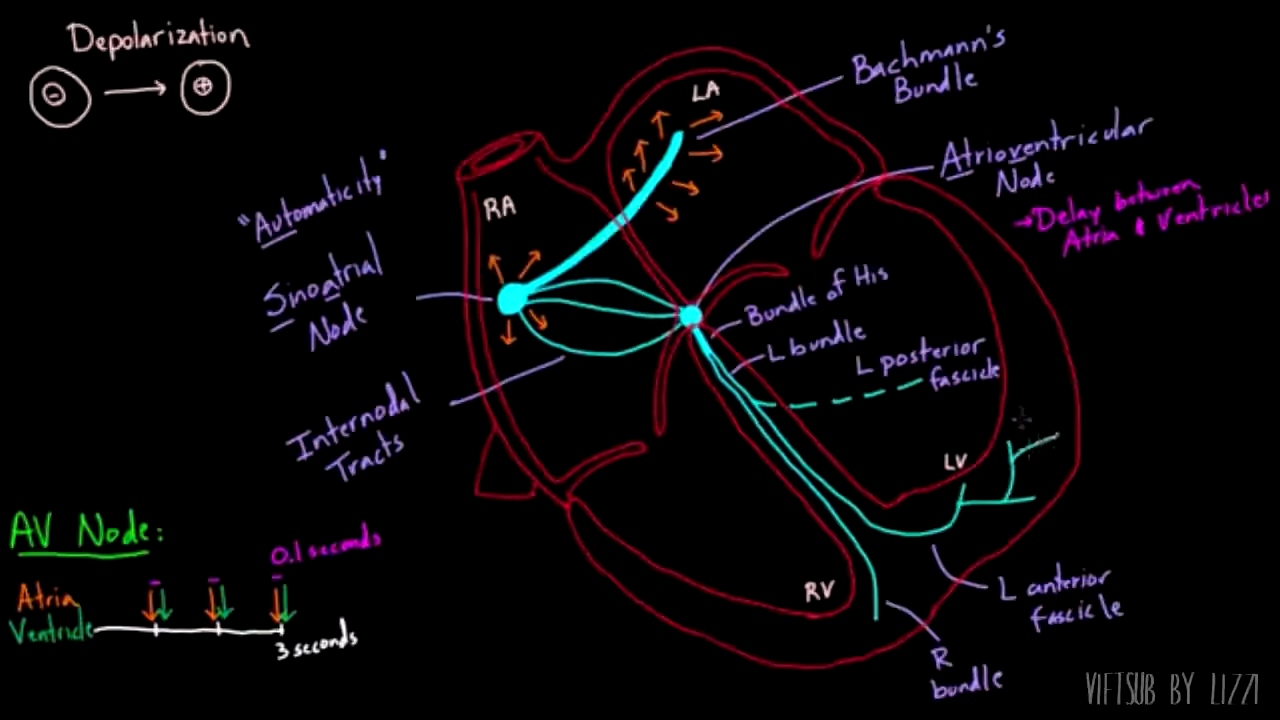 Depolarization
- → +
"Automaticity"
Sinoatrial
Node
Internodal
Tracts
RA
LA
Bachmann's
Bundle
Atrioventricular
Node
→Delay between
Atria & Ventricles
Bundle of His
L bundle
L posterior
fascicle
LV
RV
L anterior
fascicle
R
bundle
AV Node:
0.1 seconds
Atria
Ventricle
3 seconds
VIETSUB BY LIZZI